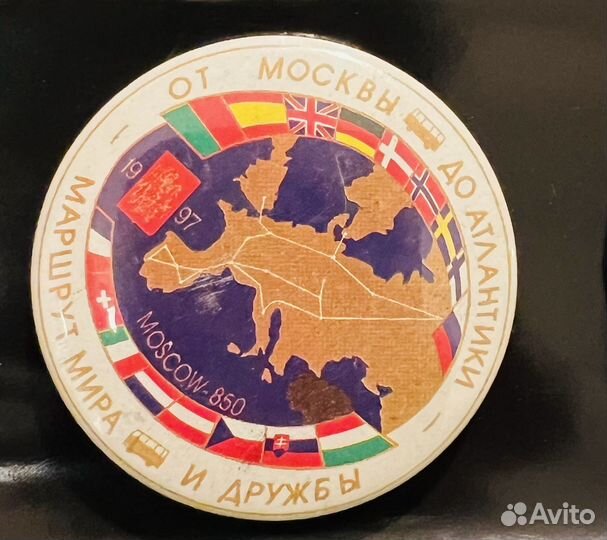 ОТ МОСКВЫ ДО АТЛАНТИКИ
МАРШРУТ МИРА И ДРУЖБЫ
19
97
MOSCOW-850
Avito